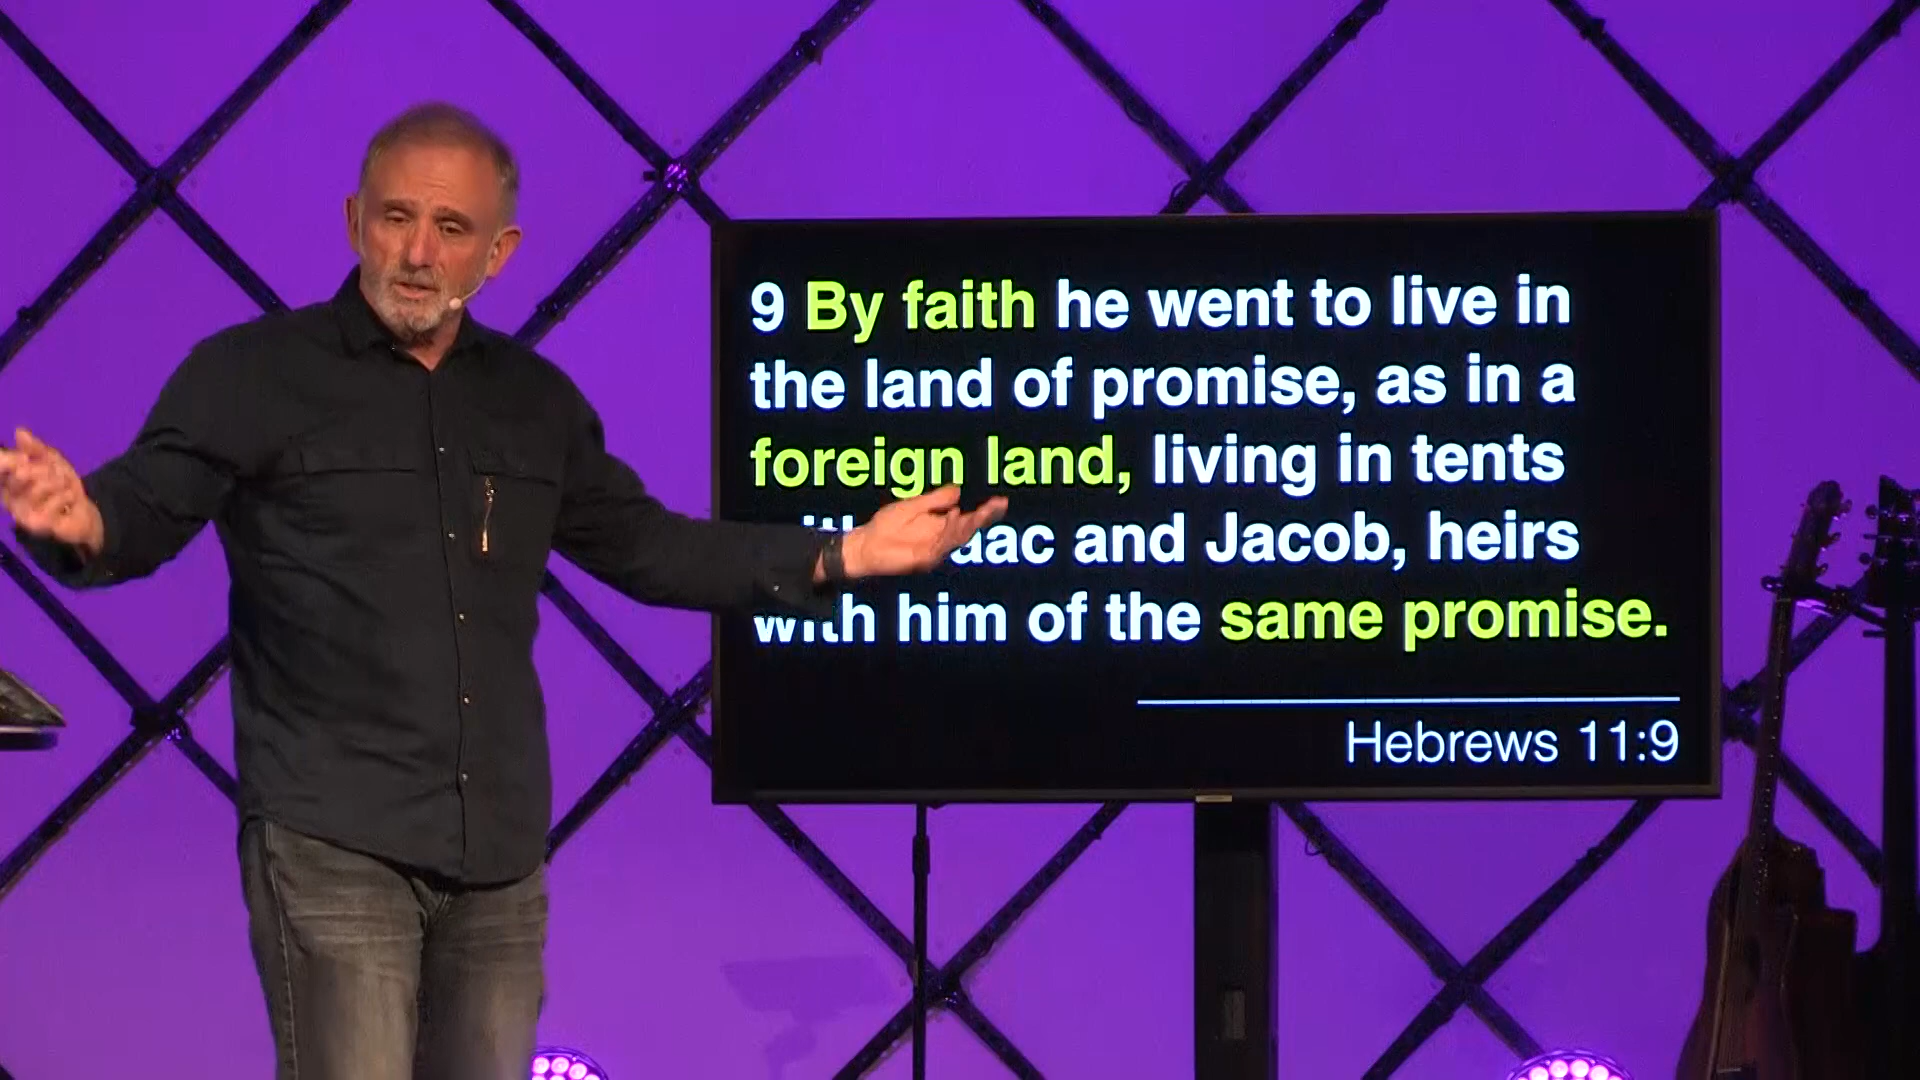 9 By faith he went to live in
the land of promise, as in a
foreign land, living in tents
and Jacob, heirs
with him of the same promise.
Hebrews 11:9